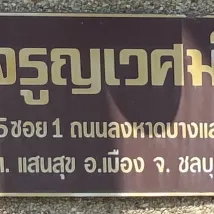 จรูญเวศม์
5 ซอย 1 ถนนลงหาดบางแส
ต. แสนสุข อ.เมือง จ. ชลบุ